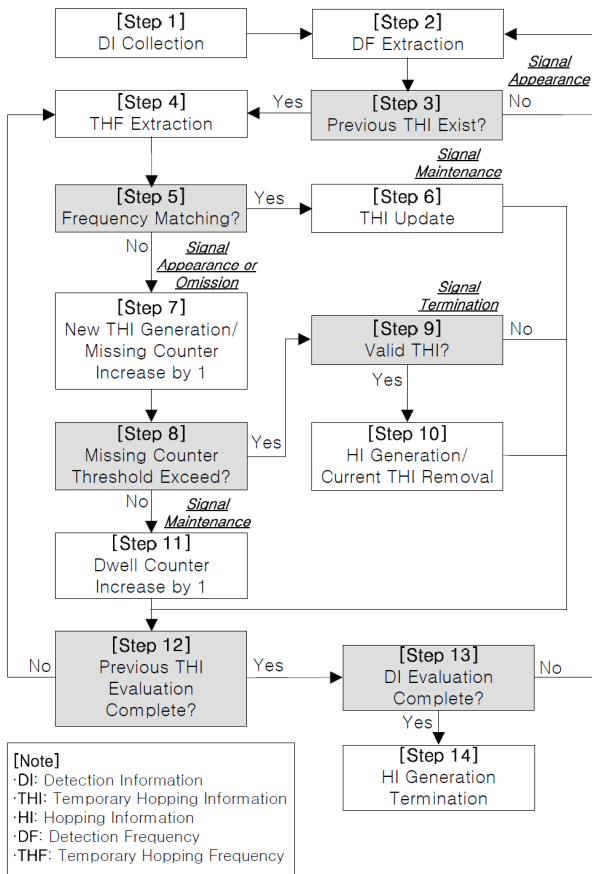 [Step 1]
DI Collection
[Step 2]
DF Extraction
Signal
Appearance
[Step 3]
Previous THI Exist?
Yes
No
[Step 4]
THF Extraction
[Step 5]
Frequency Matching?
Yes
No
Signal
Maintenance
[Step 6]
THI Update
Signal
Appearance or
Omission
[Step 7]
New THI Generation/
Missing Counter
Increase by 1
Signal
Termination
[Step 9]
Valid THI?
No
Yes
[Step 8]
Missing Counter
Threshold Exceed?
Yes
No
[Step 10]
HI Generation/
Current THI Removal
Signal
Maintenance
[Step 11]
Dwell Counter
Increase by 1
[Step 12]
Previous THI
Evaluation
Complete?
No
Yes
[Step 13]
DI Evaluation
Complete?
No
Yes
[Step 14]
HI Generation
Termination
[Note]
·DI: Detection Information
·THI: Temporary Hopping Information
·HI: Hopping Information
·DF: Detection Frequency
·THF: Temporary Hopping Frequency